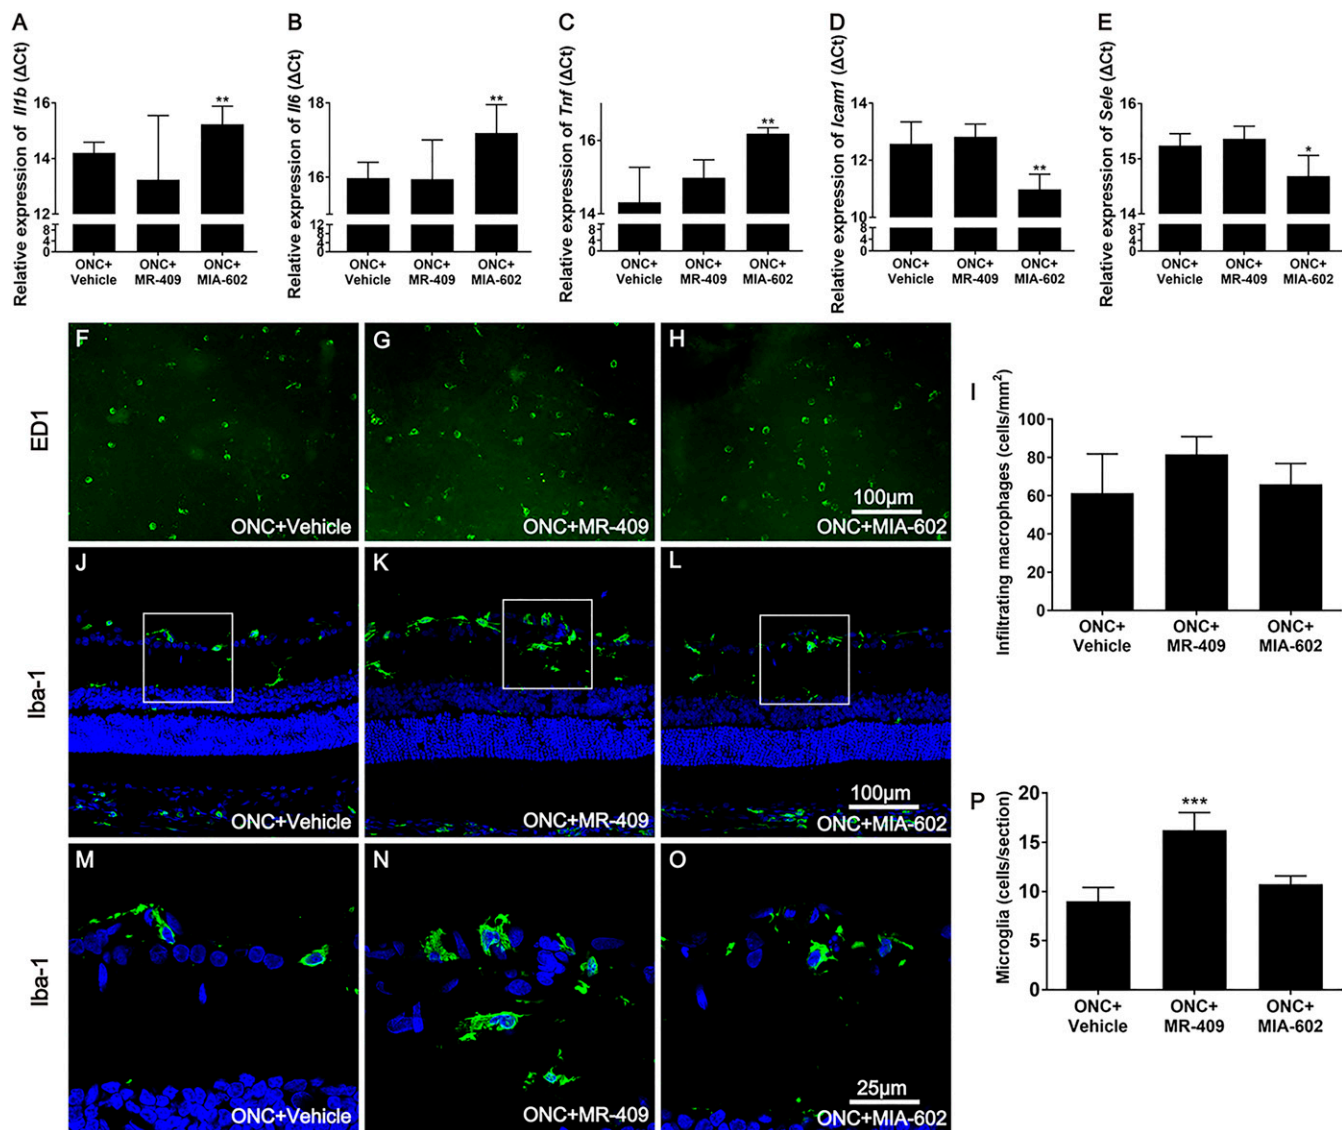 A
Relative expression of Il1b (ΔCt)
16
14
12
8
4
0
**
ONC+ Vehicle
ONC+ MR-409
ONC+ MIA-602
B
Relative expression of Il6 (ΔCt)
18
16
12
8
4
0
**
ONC+ Vehicle
ONC+ MR-409
ONC+ MIA-602
C
Relative expression of Tnf (ΔCt)
16
14
8
4
0
**
ONC+ Vehicle
ONC+ MR-409
ONC+ MIA-602
D
Relative expression of Icam1 (ΔCt)
14
12
10
8
4
0
**
ONC+ Vehicle
ONC+ MR-409
ONC+ MIA-602
E
Relative expression of Sele (ΔCt)
16
15
14
8
4
0
*
ONC+ Vehicle
ONC+ MR-409
ONC+ MIA-602
ED1
F
ONC+Vehicle
G
ONC+MR-409
H
100μm
ONC+MIA-602
I
Infiltrating macrophages (cells/mm²)
100
80
60
40
20
0
ONC+ Vehicle
ONC+ MR-409
ONC+ MIA-602
Iba-1
J
ONC+Vehicle
K
ONC+MR-409
L
100μm
ONC+MIA-602
Iba-1
M
ONC+Vehicle
N
ONC+MR-409
O
25μm
ONC+MIA-602
P
Microglia (cells/section)
20
15
10
5
0
***
ONC+ Vehicle
ONC+ MR-409
ONC+ MIA-602